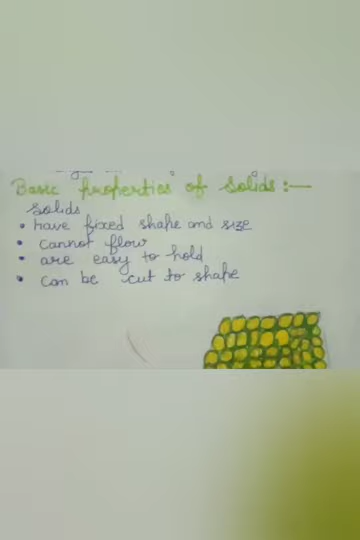 Basic properties of Solids :—
Solids
• have fixed shape and size
• cannot flow
• are easy to hold
• can be cut to shape